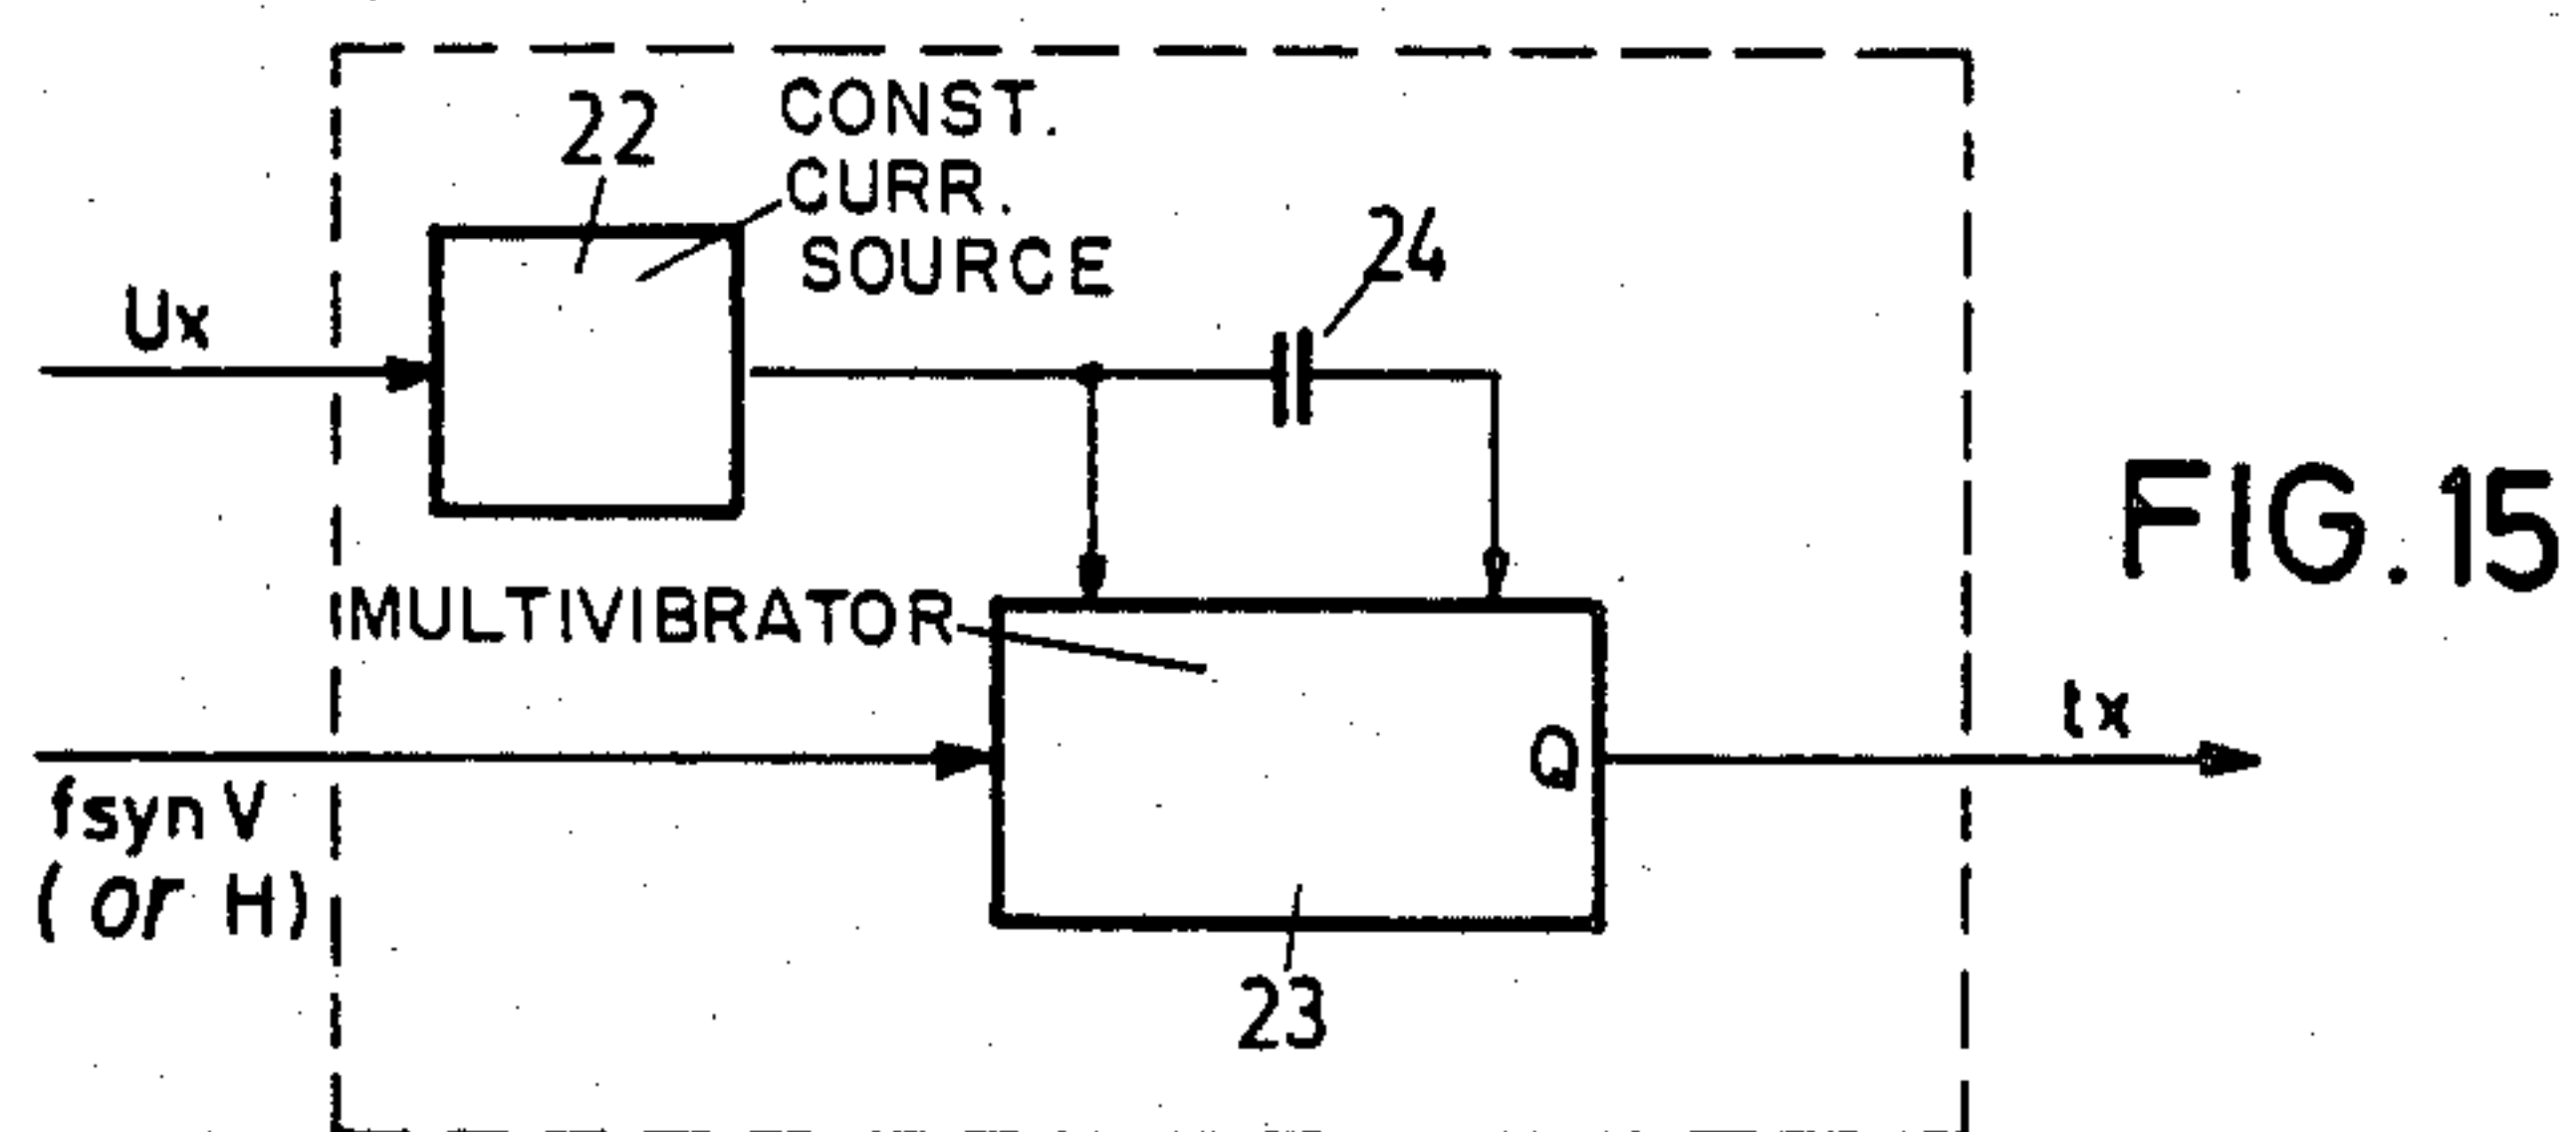 22
CONST.
CURR.
SOURCE
24
Ux
FIG. 15
MULTIVIBRATOR
Q
tx
fsyn V
(or H)
23